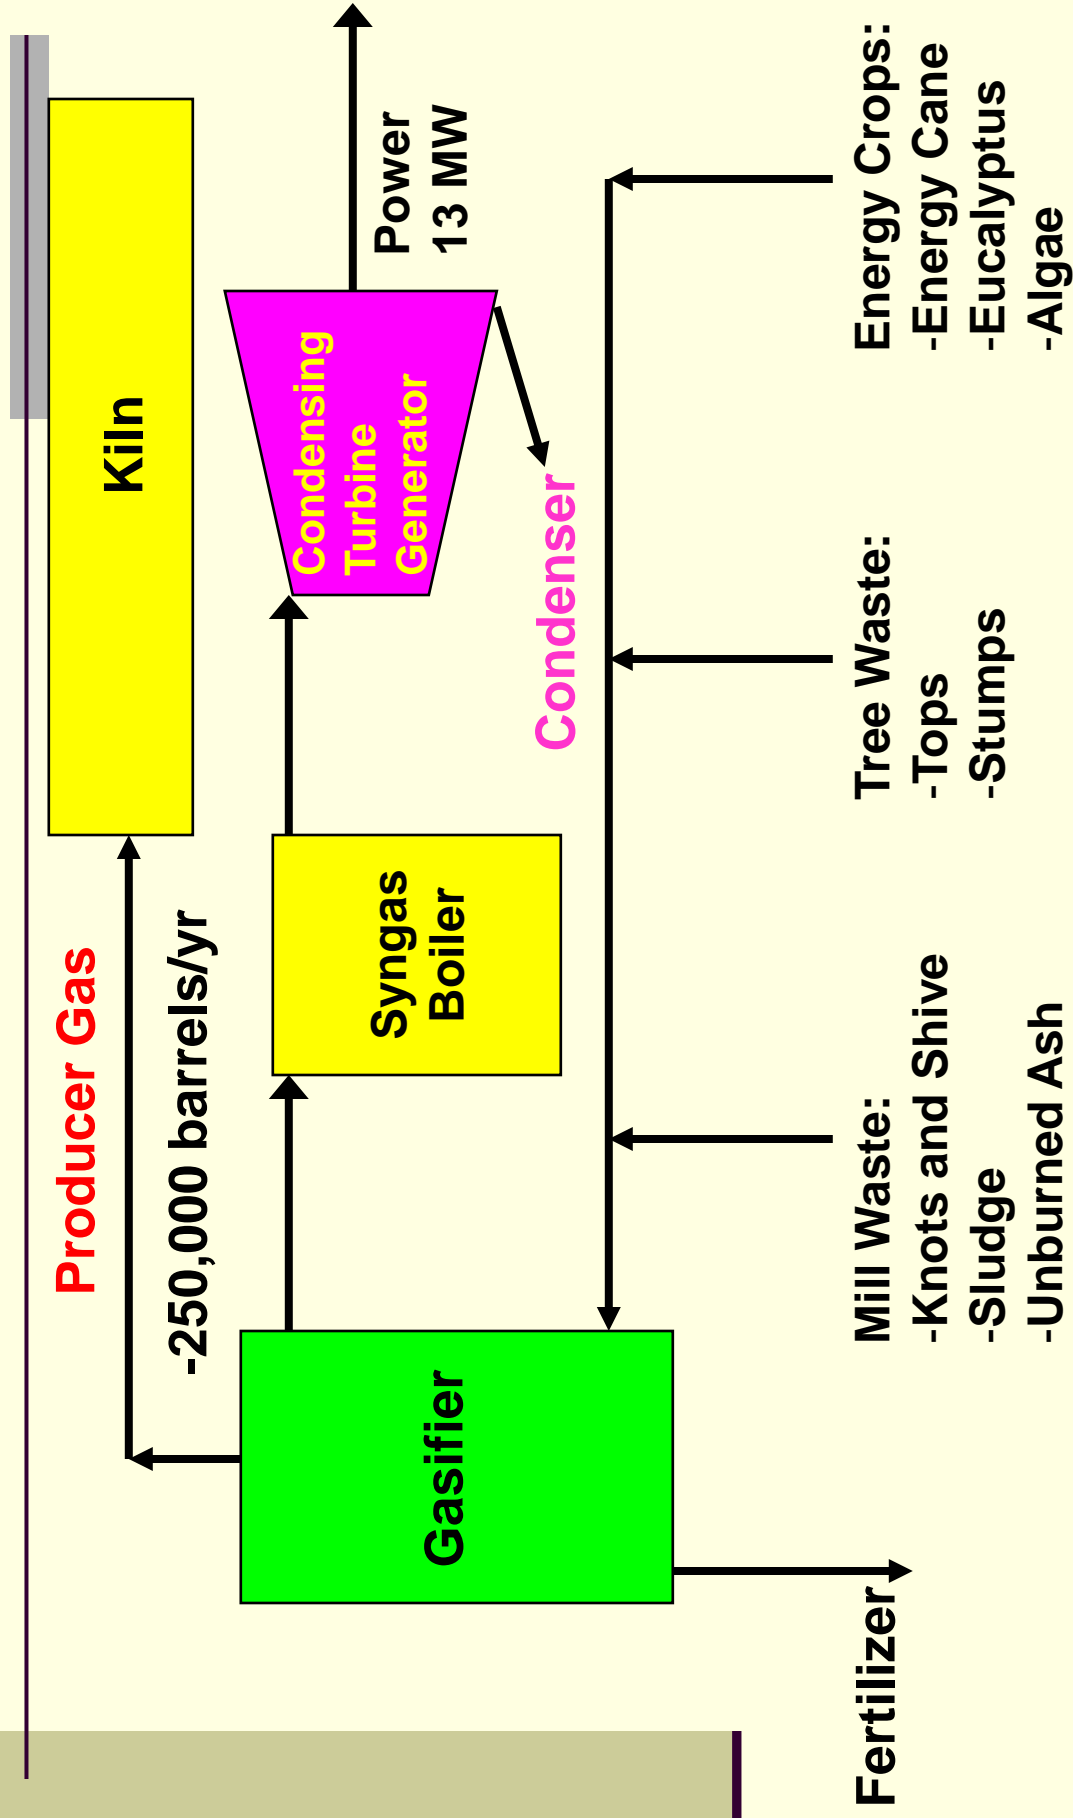 Producer Gas
-250,000 barrels/yr
Kiln
Gasifier
Syngas
Boiler
Condensing
Turbine
Generator
Power
13 MW
Condenser
Fertilizer
Mill Waste:
-Knots and Shive
-Sludge
-Unburned Ash
Tree Waste:
-Tops
-Stumps
Energy Crops:
-Energy Cane
-Eucalyptus
-Algae